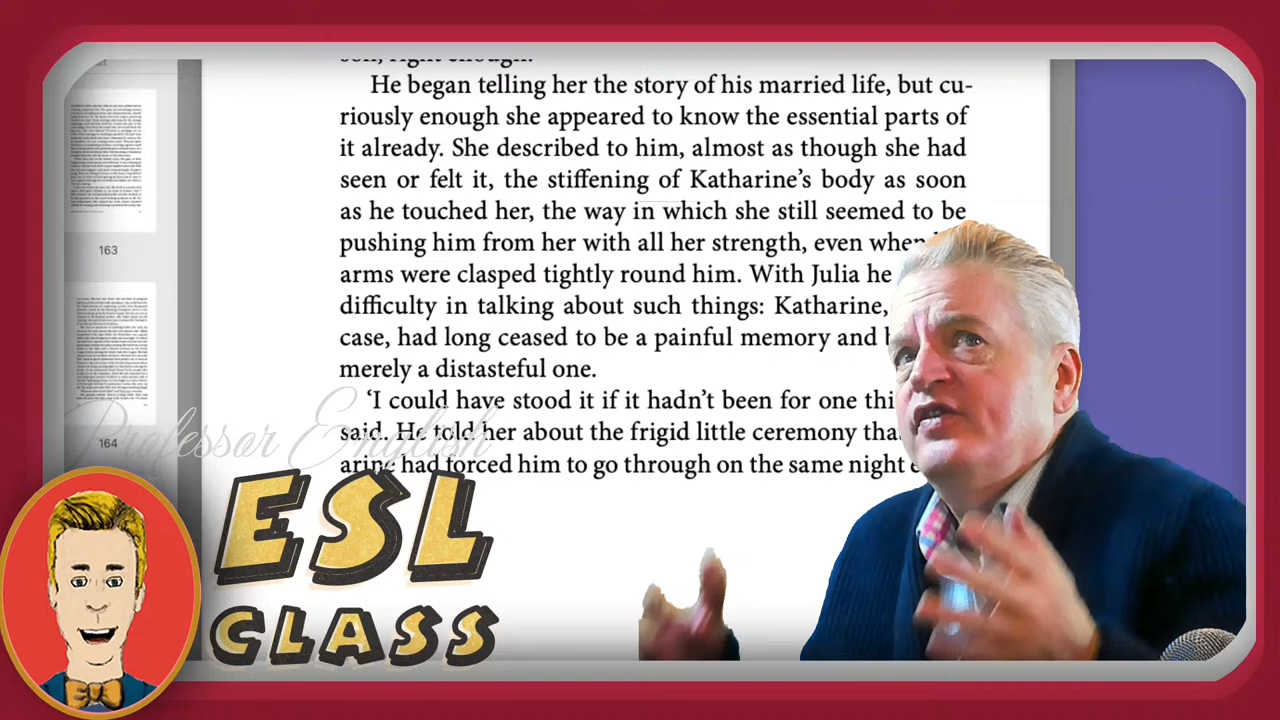 He began telling her the story of his married life, but cu-
riously enough she appeared to know the essential parts of
it already. She described to him, almost as though she had
seen or felt it, the stiffening of Katharine’s body as soon
as he touched her, the way in which she still seemed to be
pushing him from her with all her strength, even when
arms were clasped tightly round him. With Julia he
difficulty in talking about such things: Katharine,
case, had long ceased to be a painful memory and
merely a distasteful one.
‘I could have stood it if it hadn’t been for one
said. He told her about the frigid little ceremony
arine had forced him to go through on the same night
163
164
Professor English
ESL
CLASS